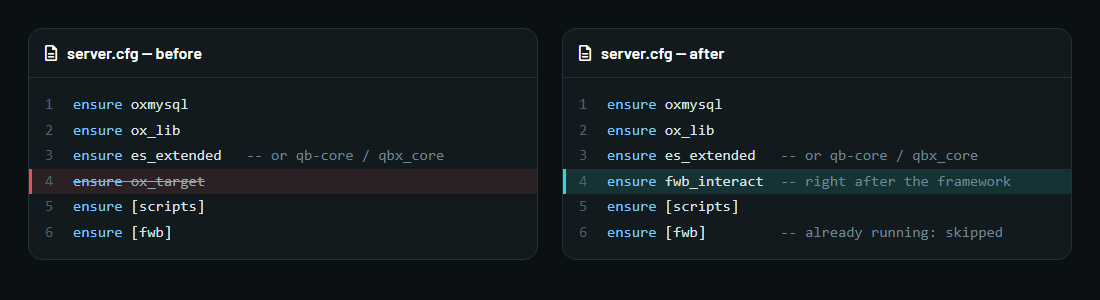 server.cfg — before
1 ensure oxmysql
2 ensure ox_lib
3 ensure es_extended -- or qb-core / qbx_core
4 ensure ox_target
5 ensure [scripts]
6 ensure [fwb]
server.cfg — after
1 ensure oxmysql
2 ensure ox_lib
3 ensure es_extended -- or qb-core / qbx_core
4 ensure fwb_interact -- right after the framework
5 ensure [scripts]
6 ensure [fwb] -- already running: skipped